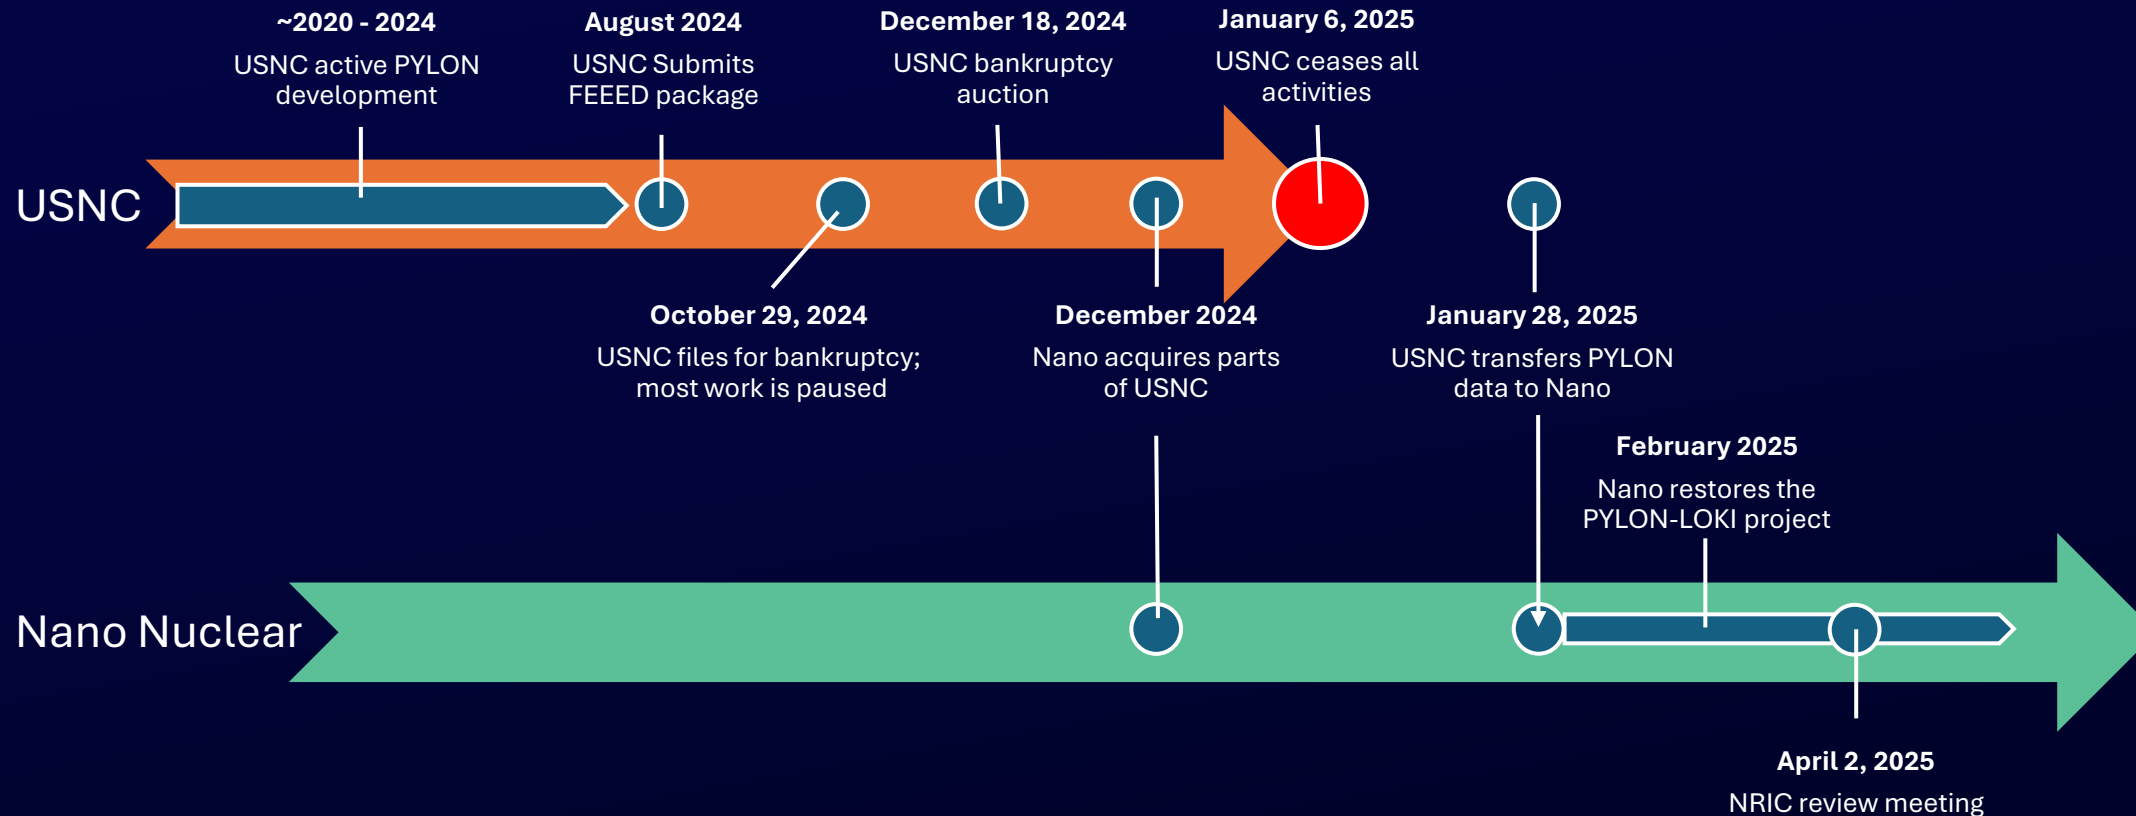 ~2020 - 2024
USNC active PYLON
development
August 2024
USNC Submits
FEEED package
December 18, 2024
USNC bankruptcy
auction
January 6, 2025
USNC ceases all
activities
USNC
October 29, 2024
USNC files for bankruptcy;
most work is paused
December 2024
Nano acquires parts
of USNC
January 28, 2025
USNC transfers PYLON
data to Nano
February 2025
Nano restores the
PYLON-LOKI project
Nano Nuclear
April 2, 2025
NRIC review meeting